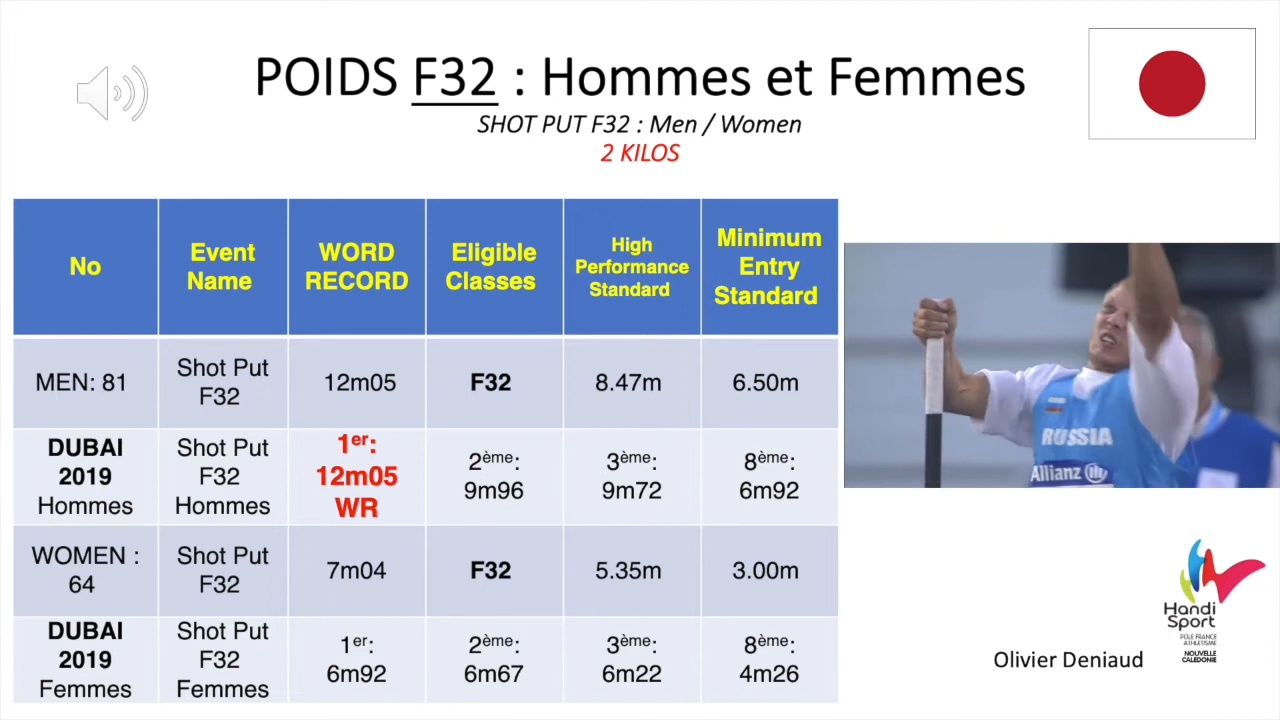 POIDS F32 : Hommes et Femmes
SHOT PUT F32 : Men / Women
2 KILOS
No
Event
Name
WORD
RECORD
Eligible
Classes
High
Performance
Standard
Minimum
Entry
Standard
MEN: 81
Shot Put
F32
12m05
F32
8.47m
6.50m
DUBAI
2019
Hommes
Shot Put
F32
Hommes
1er:
12m05
WR
2ème:
9m96
3ème:
9m72
8ème:
6m92
WOMEN :
64
Shot Put
F32
7m04
F32
5.35m
3.00m
DUBAI
2019
Femmes
Shot Put
F32
Femmes
1er:
6m92
2ème:
6m67
3ème:
6m22
8ème:
4m26
RUSSIA
Allianz
Handi
Sport
POLE FRANCE
ATHLETISME
NOUVELLE
CALÉDONIE
Olivier Deniaud